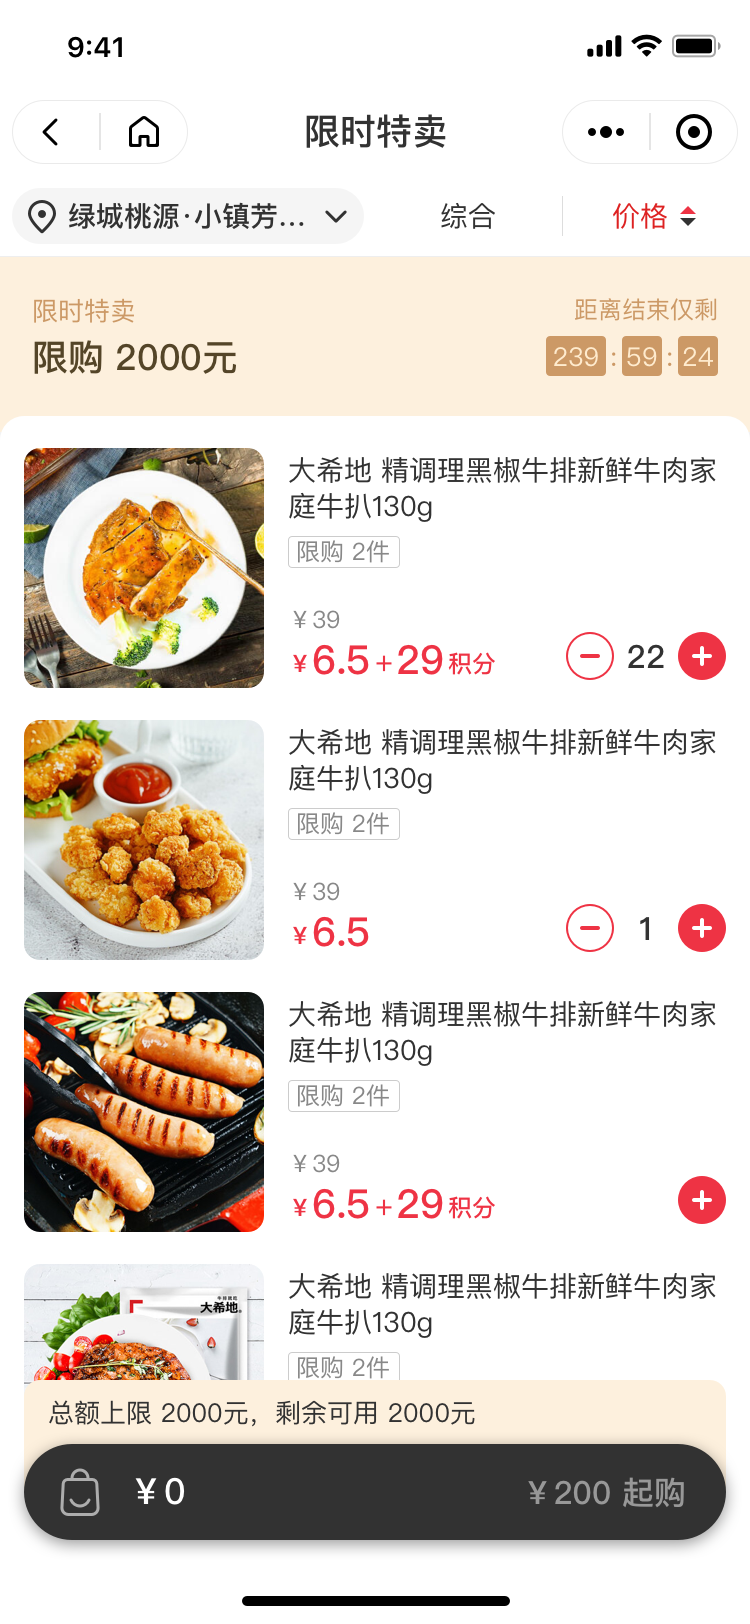 9:41
限时特卖
绿城桃源·小镇芳...
综合
价格
限时特卖
距离结束仅剩
限购 2000元
239 : 59 : 24
大希地 精调理黑椒牛排新鲜牛肉家
庭牛扒130g
限购 2件
¥ 39
¥ 6.5 + 29 积分
22
大希地 精调理黑椒牛排新鲜牛肉家
庭牛扒130g
限购 2件
¥ 39
¥ 6.5
1
大希地 精调理黑椒牛排新鲜牛肉家
庭牛扒130g
限购 2件
¥ 39
¥ 6.5 + 29 积分
大希地
大希地 精调理黑椒牛排新鲜牛肉家
庭牛扒130g
限购 2件
总额上限 2000元，剩余可用 2000元
¥ 0
¥ 200 起购